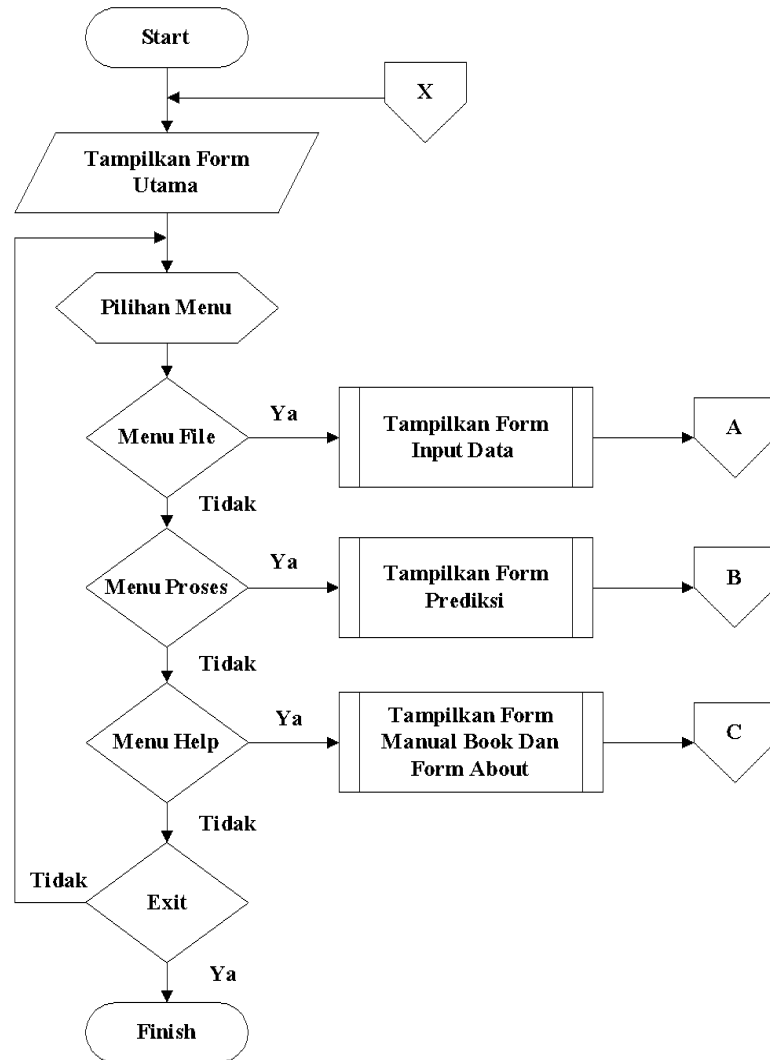 Start
X
Tampilkan Form
Utama
Pilihan Menu
Menu File
Ya
Tampilkan Form
Input Data
A
Tidak
Menu Proses
Ya
Tampilkan Form
Prediksi
B
Tidak
Menu Help
Ya
Tampilkan Form
Manual Book Dan
Form About
C
Tidak
Exit
Tidak
Ya
Finish